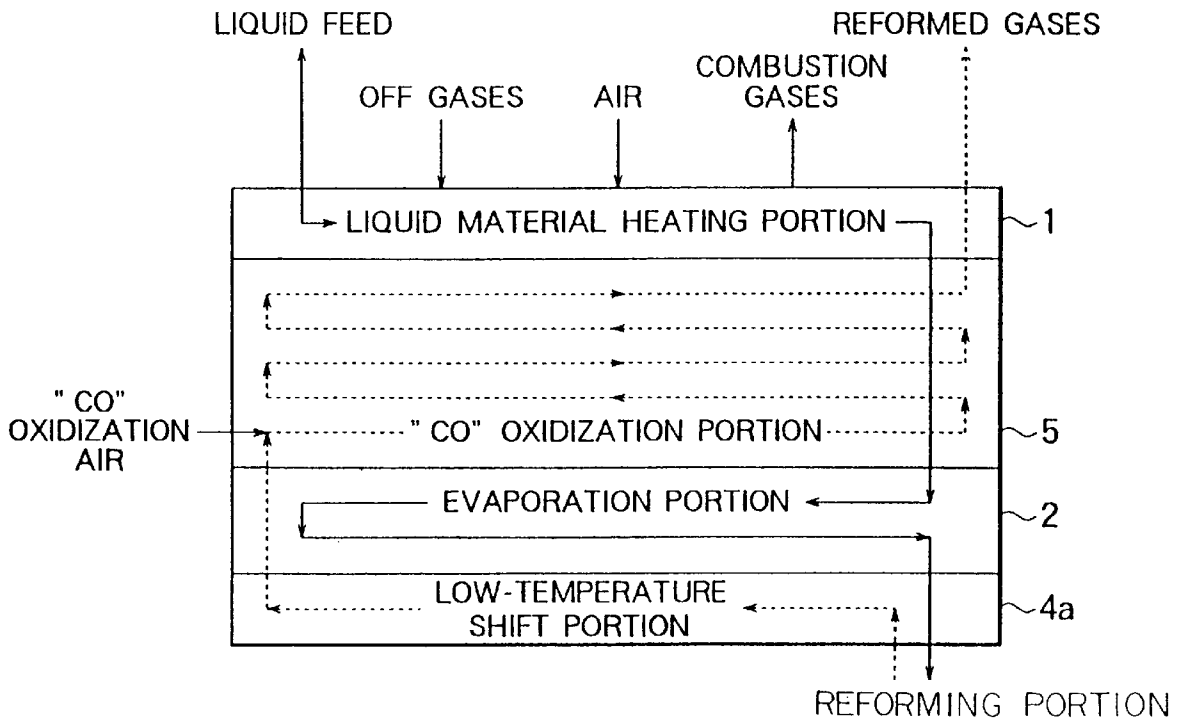 LIQUID FEED
REFORMED GASES
OFF GASES
AIR
COMBUSTION
GASES
LIQUID MATERIAL HEATING PORTION
1
"CO"
OXIDIZATION
AIR
"CO" OXIDIZATION PORTION
5
EVAPORATION PORTION
2
LOW-TEMPERATURE
SHIFT PORTION
4a
REFORMING PORTION